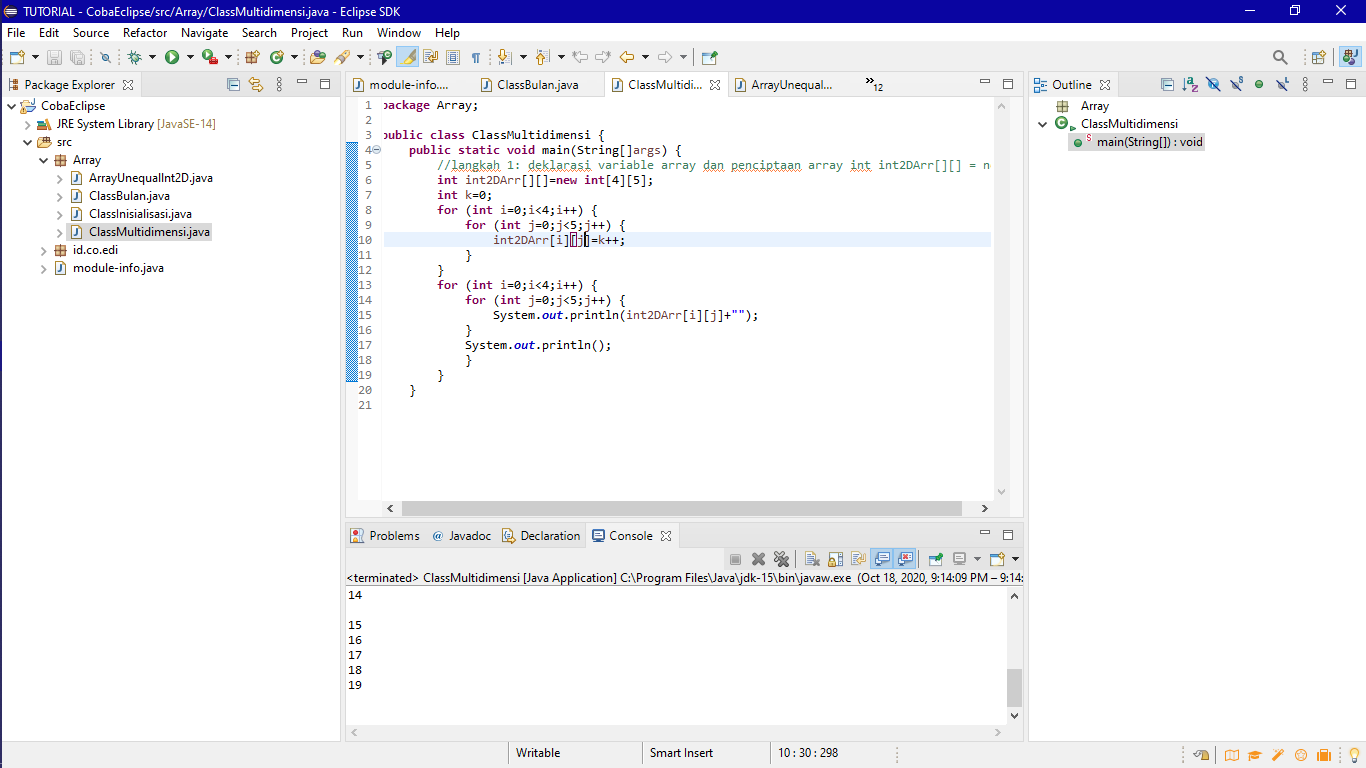 TUTORIAL - CobaEclipse/src/Array/ClassMultidimensi.java - Eclipse SDK
File Edit Source Refactor Navigate Search Project Run Window Help
Package Explorer
CobaEclipse
JRE System Library [JavaSE-14]
src
Array
ArrayUnequalInt2D.java
ClassBulan.java
ClassInisialisasi.java
ClassMultidimensi.java
id.co.edi
module-info.java
module-info.... ClassBulan.java ClassMultidi... ArrayUnequal... »12
1 package Array;
2
3 public class ClassMultidimensi {
4 public static void main(String[]args) {
5 //langkah 1: deklarasi variable array dan penciptaan array int int2DArr[][] = n
6 int int2DArr[][]=new int[4][5];
7 int k=0;
8 for (int i=0;i<4;i++) {
9 for (int j=0;j<5;j++) {
10 int2DArr[i][j]=k++;
11 }
12 }
13 for (int i=0;i<4;i++) {
14 for (int j=0;j<5;j++) {
15 System.out.println(int2DArr[i][j]+"");
16 }
17 System.out.println();
18 }
19 }
20 }
21
Problems @ Javadoc Declaration Console
<terminated> ClassMultidimensi [Java Application] C:\Program Files\Java\jdk-15\bin\javaw.exe (Oct 18, 2020, 9:14:09 PM – 9:14:
14
15
16
17
18
19
Outline
Array
ClassMultidimensi
main(String[]) : void
Writable Smart Insert 10 : 30 : 298